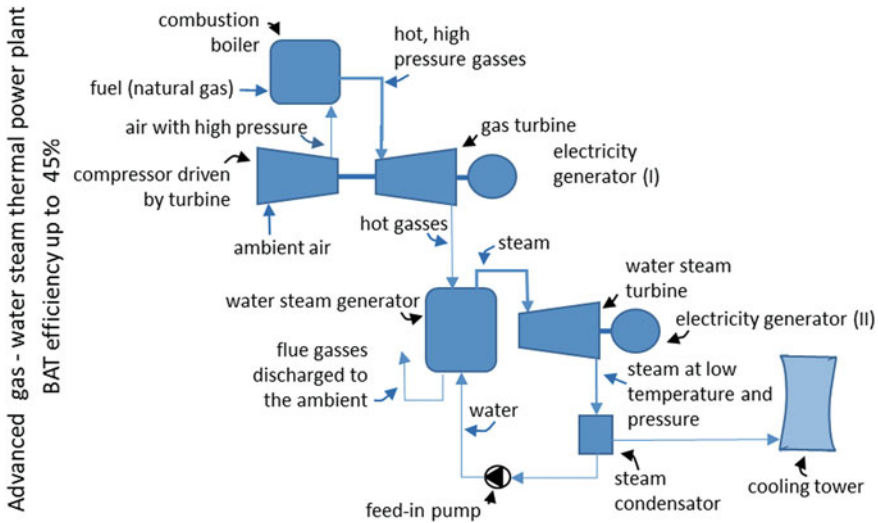 Advanced gas - water steam thermal power plant
BAT efficiency up to 45%
combustion
boiler
hot, high
pressure gasses
fuel (natural gas)
air with high pressure
gas turbine
compressor driven
by turbine
electricity
generator (I)
ambient air
hot gasses
steam
water steam generator
water steam
turbine
electricity generator (II)
flue gasses
discharged to
the ambient
steam at low
temperature and
pressure
water
feed-in pump
steam
condensator
cooling tower